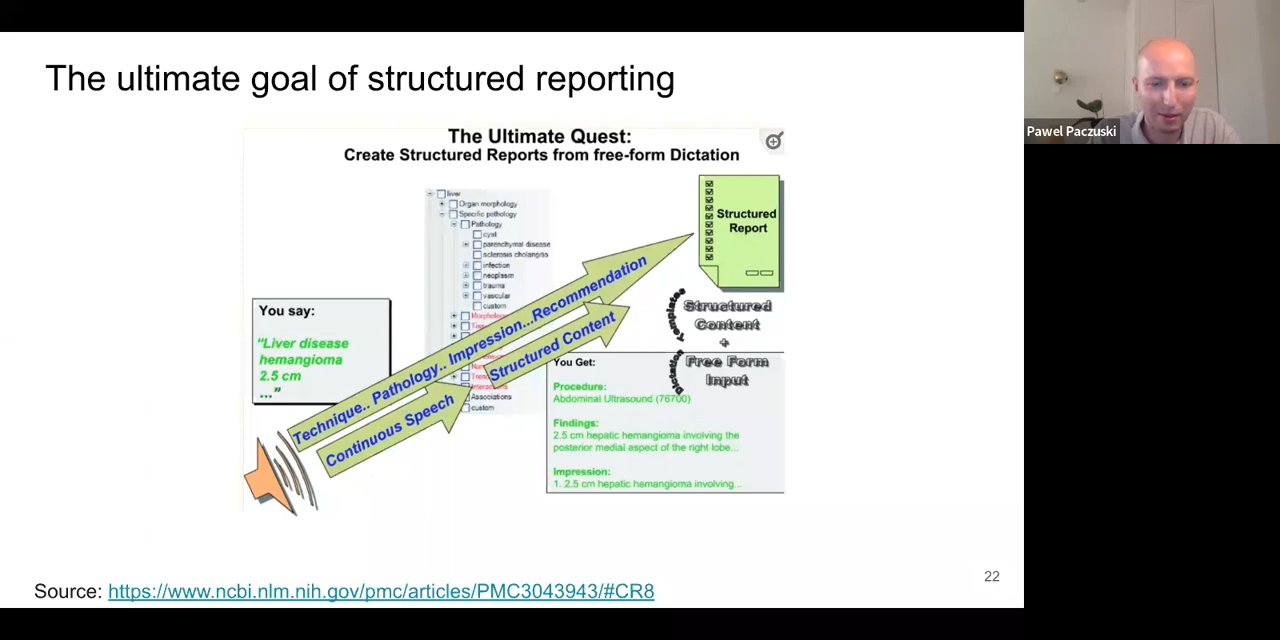 The ultimate goal of structured reporting
Pawel Paczuski
The Ultimate Quest:
Create Structured Reports from free-form Dictation
liver
Organ morphology
Specific pathology
Pathology
cyst
parenchymal disease
sclerosis cholangitis
infection
neoplasm
trauma
vascular
custom
Associations
custom
Structured
Report
You say:
"Liver disease
hemangioma
2.5 cm
..."
Technique.. Pathology.. Impression...Recommendation
Continuous Speech
Structured Content
Templates
Structured
Content
+
Dictation
Free Form
Input
You Get:
Procedure:
Abdominal Ultrasound (76700)
Findings:
2.5 cm hepatic hemangioma involving the
posterior medial aspect of the right lobe...
Impression:
1. 2.5 cm hepatic hemangioma involving...
22
Source: https://www.ncbi.nlm.nih.gov/pmc/articles/PMC3043943/#CR8